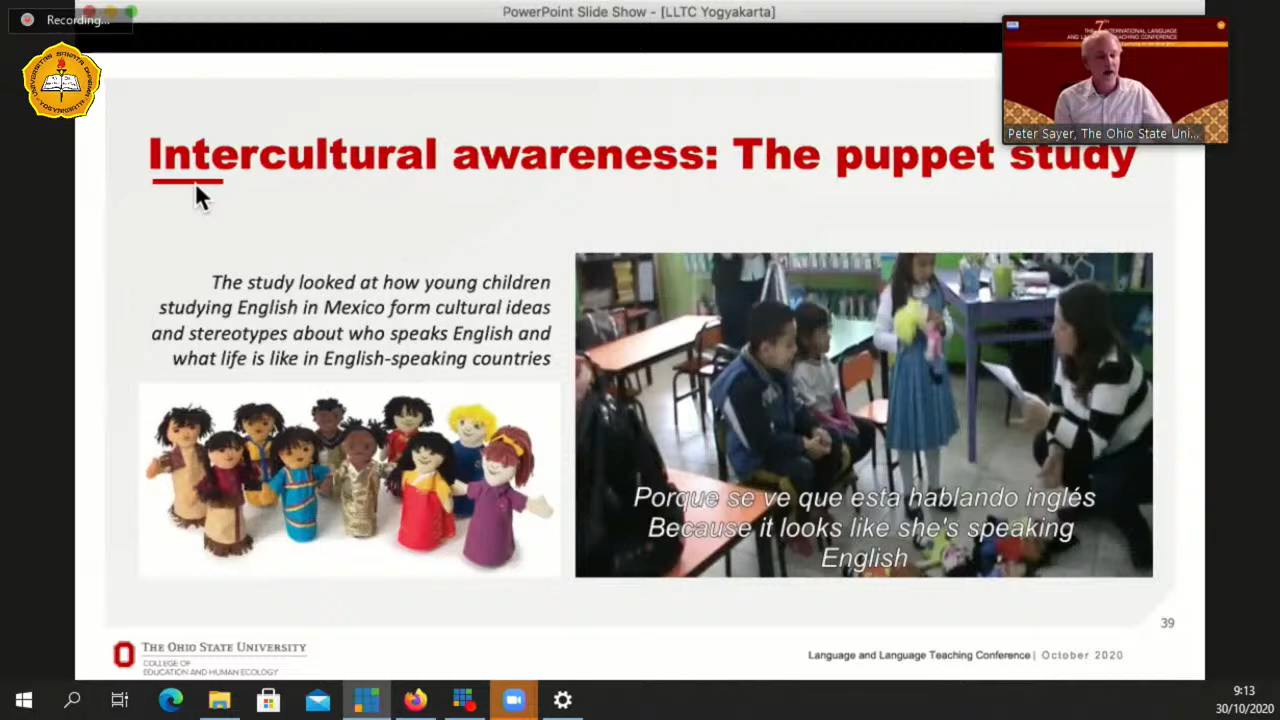 PowerPoint Slide Show - [LLTC Yogyakarta]
Recording...
UNIVERSITAS SANATA DHARMA
Peter Sayer, The Ohio State Uni...
Intercultural awareness: The puppet study
The study looked at how young children
studying English in Mexico form cultural ideas
and stereotypes about who speaks English and
what life is like in English-speaking countries
Porque se ve que esta hablando inglés
Because it looks like she's speaking
English
39
THE OHIO STATE UNIVERSITY
COLLEGE OF
EDUCATION AND HUMAN ECOLOGY
Language and Language Teaching Conference | October 2020
9:13
30/10/2020